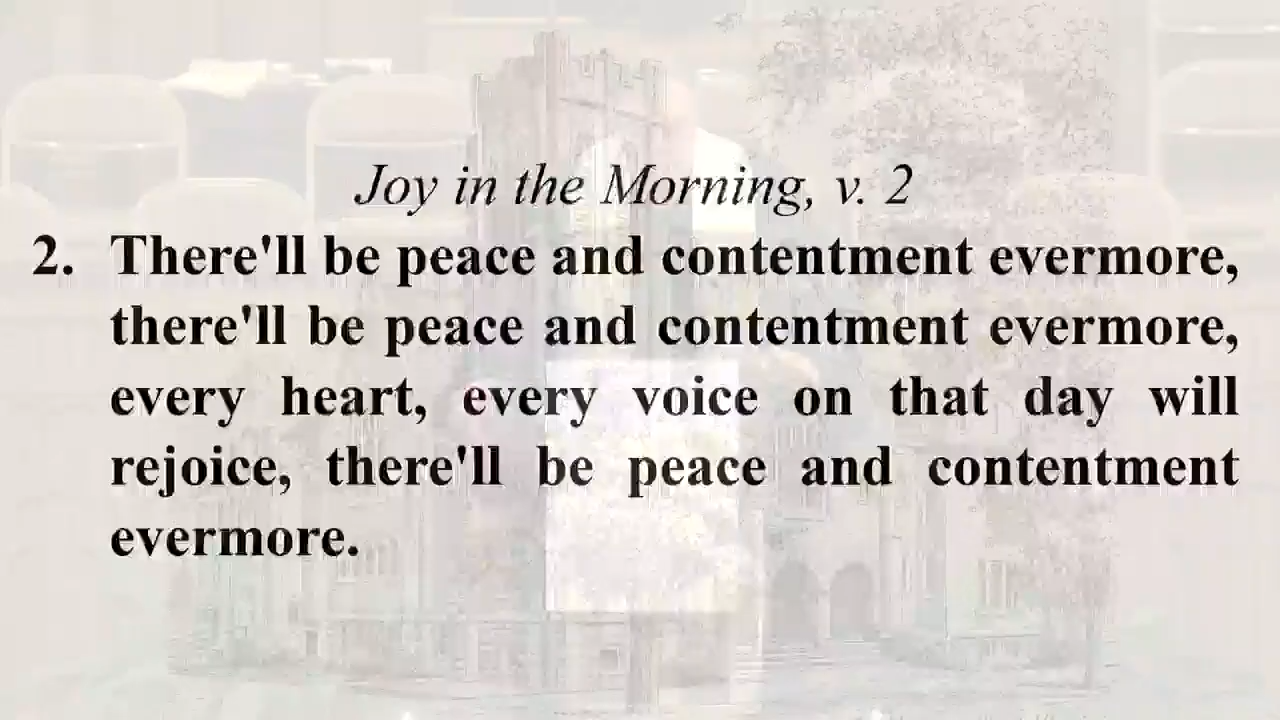 Joy in the Morning, v. 2
2. There'll be peace and contentment evermore,
there'll be peace and contentment evermore,
every heart, every voice on that day will
rejoice, there'll be peace and contentment
evermore.